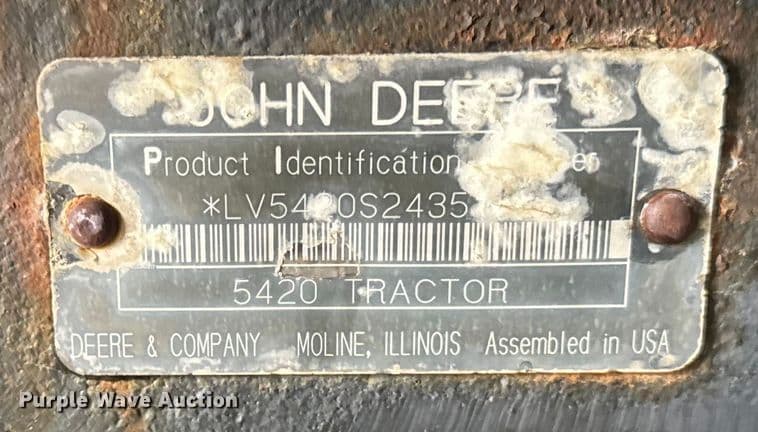 JOHN DEERE
Product Identification
*LV5420S2435
5420 TRACTOR
DEERE & COMPANY MOLINE, ILLINOIS Assembled in USA
Purple Wave Auction